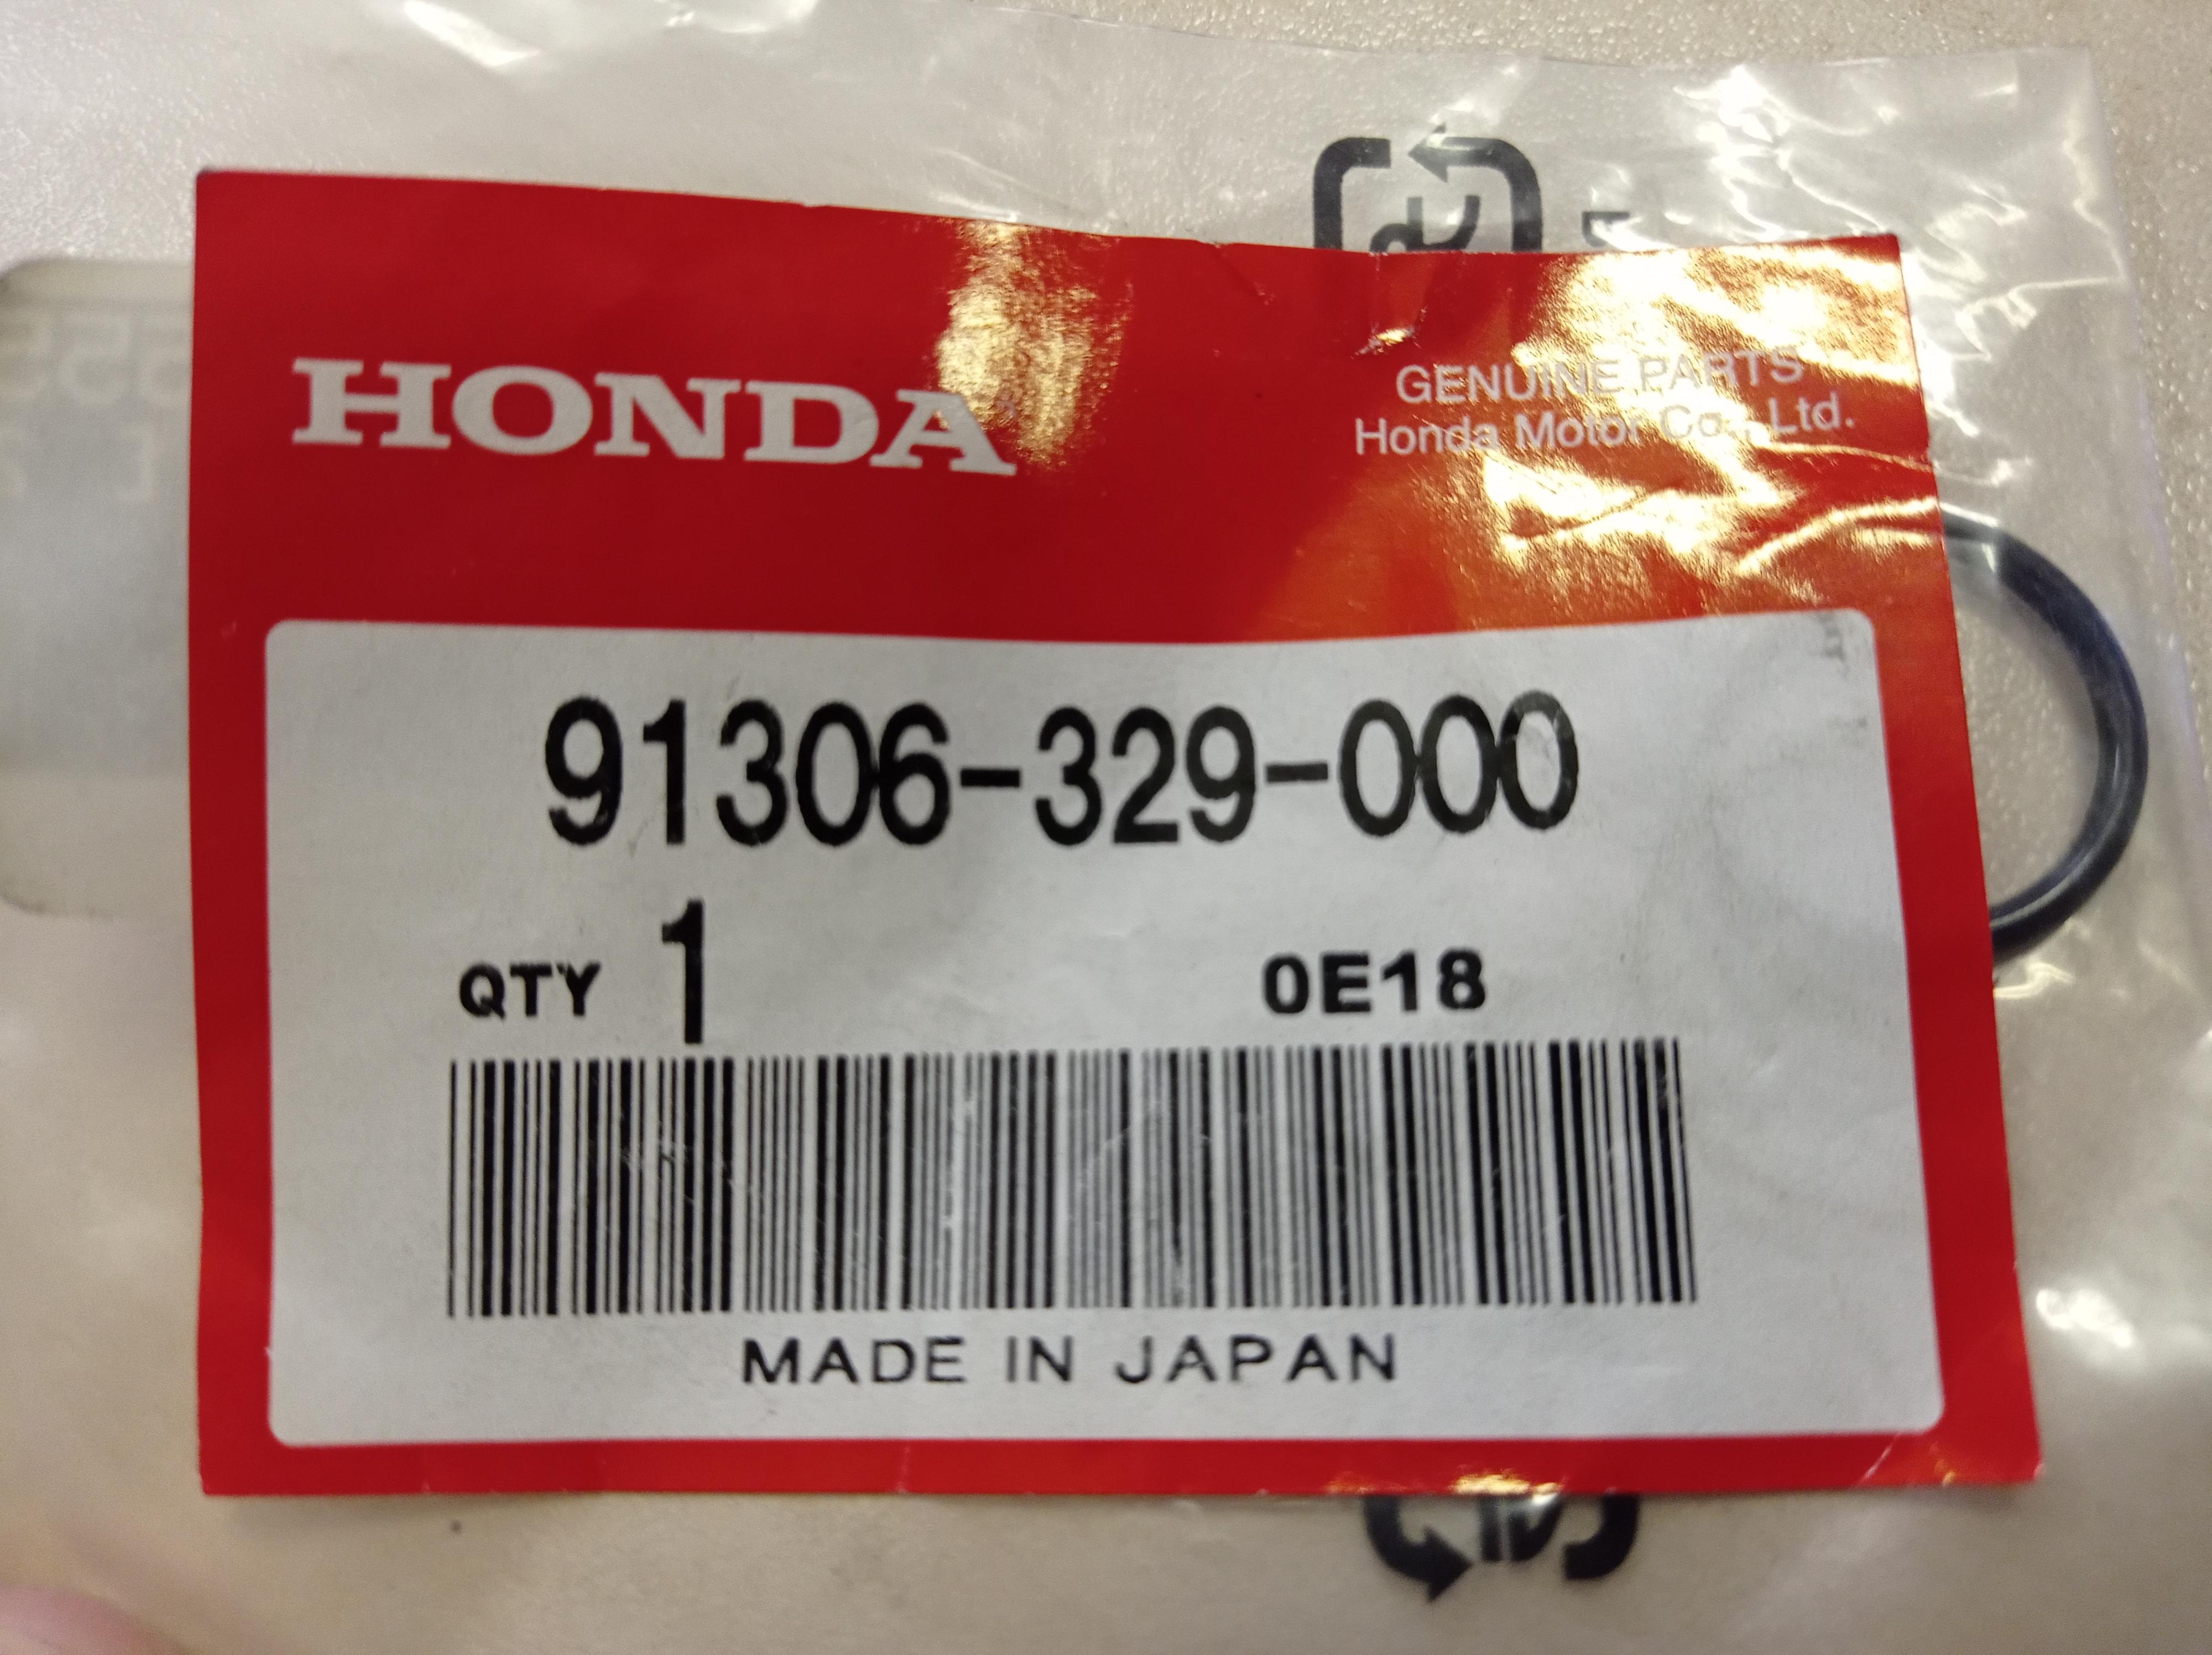 HONDA
GENUINE PARTS
Honda Motor Co., Ltd.
91306-329-000
QTY 1
0E18
MADE IN JAPAN